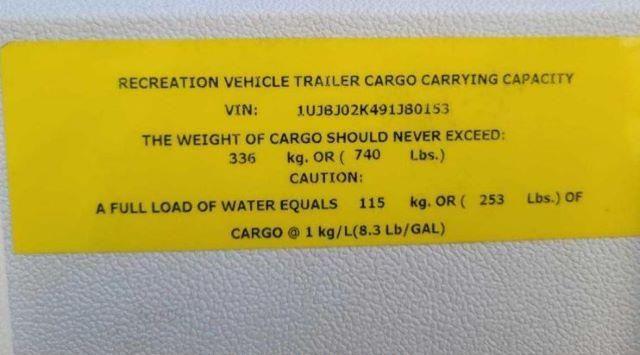 RECREATION VEHICLE TRAILER CARGO CARRYING CAPACITY
VIN: 1UJBJ02K491JB0153
THE WEIGHT OF CARGO SHOULD NEVER EXCEED:
336 kg. OR ( 740 Lbs.)
CAUTION:
A FULL LOAD OF WATER EQUALS 115 kg. OR ( 253 Lbs.) OF
CARGO @ 1 kg/L(8.3 Lb/GAL)